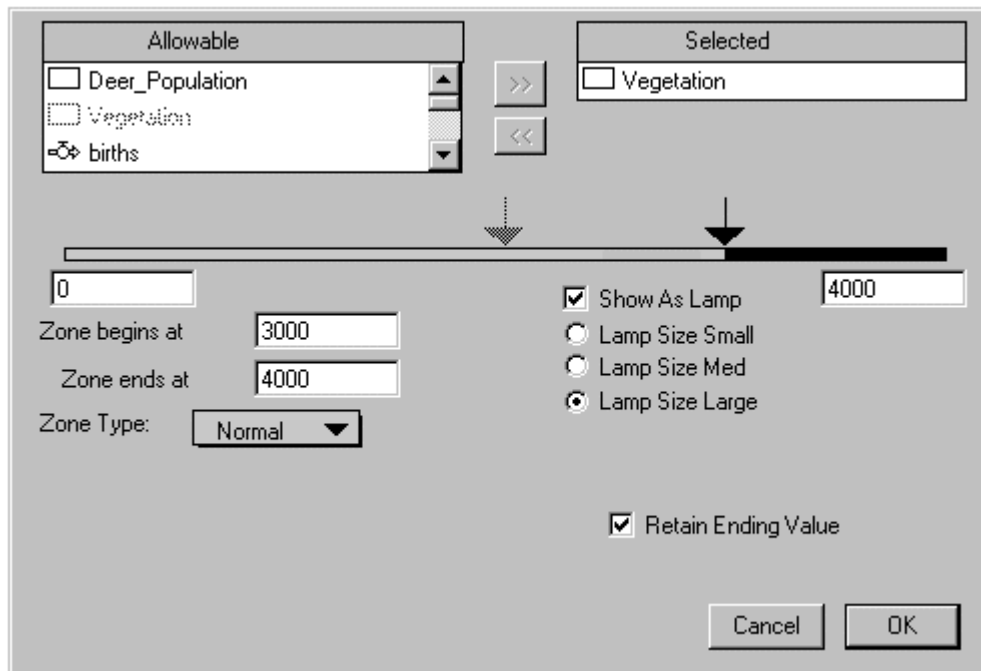 Allowable
Deer_Population
Vegetation
births
>>
<<
Selected
Vegetation
0
4000
Zone begins at 3000
Zone ends at 4000
Zone Type: Normal
Show As Lamp
Lamp Size Small
Lamp Size Med
Lamp Size Large
Retain Ending Value
Cancel
OK